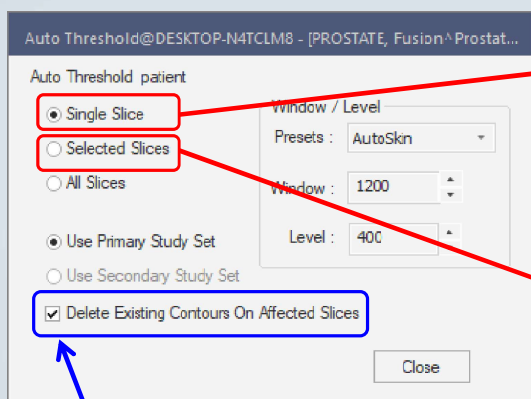 Auto Threshold@DESKTOP-N4TCLM8 - [PROSTATE, Fusion^Prostat...
Auto Threshold patient
Single Slice
Selected Slices
All Slices
Use Primary Study Set
Use Secondary Study Set
Window / Level
Presets : AutoSkin
Window : 1200
Level : 400
Delete Existing Contours On Affected Slices
Close